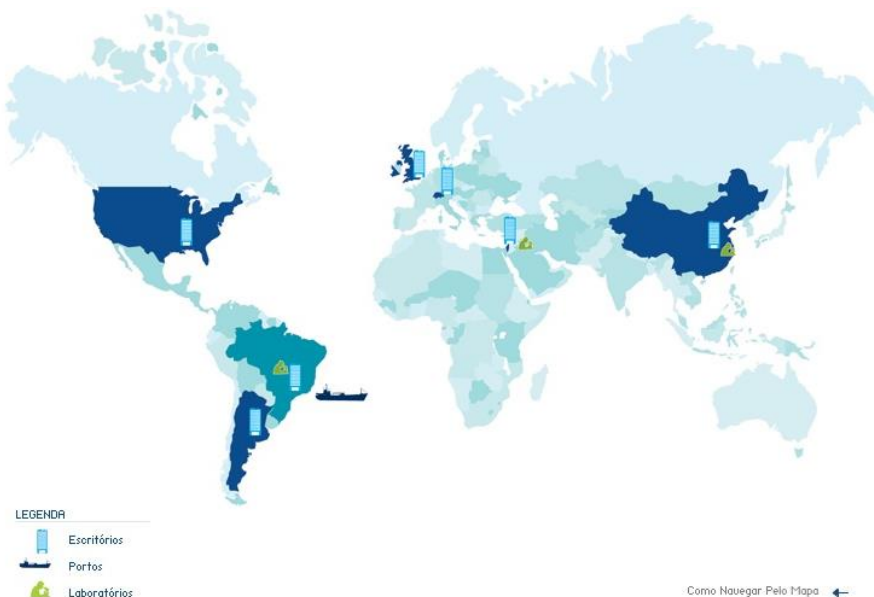 LEGENDA
Escritórios
Portos
Laboratórios
Como Navegar Pelo Mapa